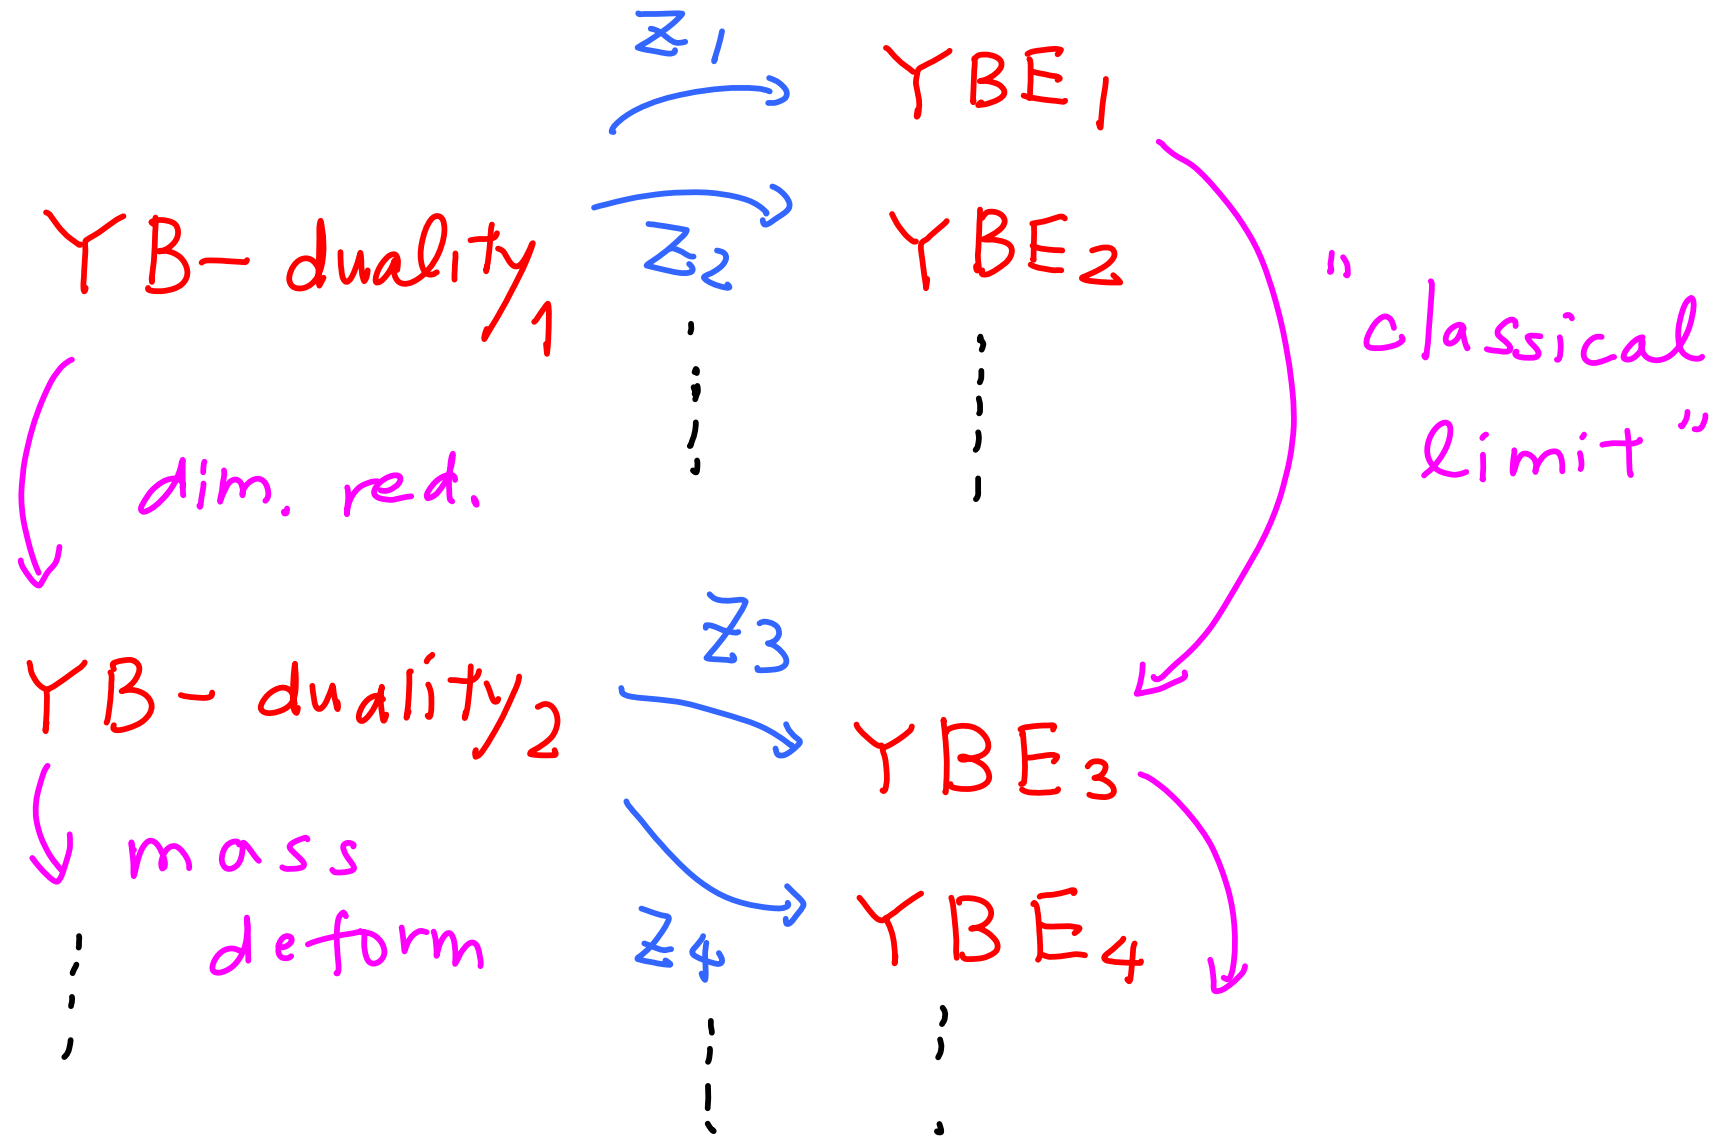 Z1
YBE1
YB-duality1
Z2
YBE2
"classical
limit"
dim. red.
Z3
YB-duality2
YBE3
mass
deform
Z4
YBE4